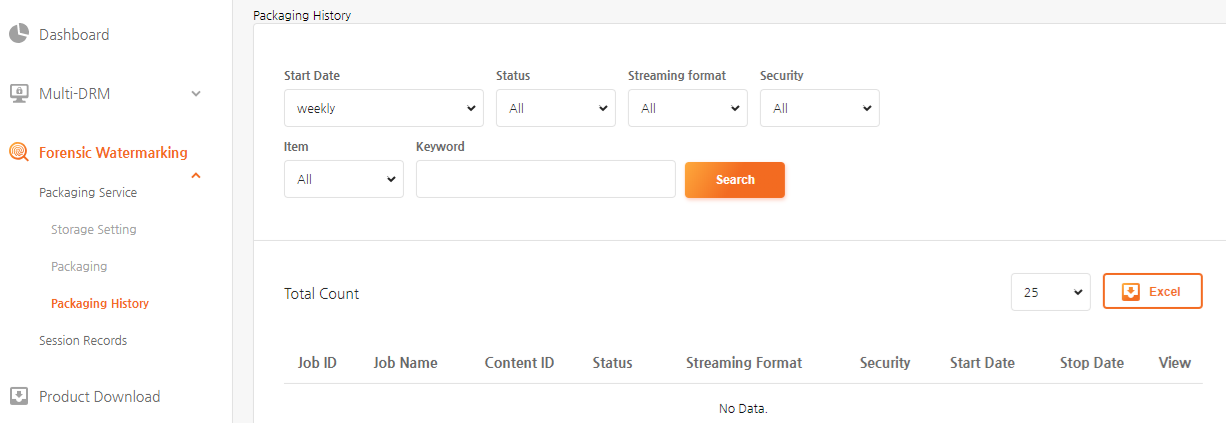 Dashboard
Multi-DRM
Forensic Watermarking
Packaging Service
Storage Setting
Packaging
Packaging History
Session Records
Product Download
Packaging History
Start Date Status Streaming format Security
weekly All All All
Item Keyword
All Search
Total Count 25 Excel
Job ID Job Name Content ID Status Streaming Format Security Start Date Stop Date View
No Data.